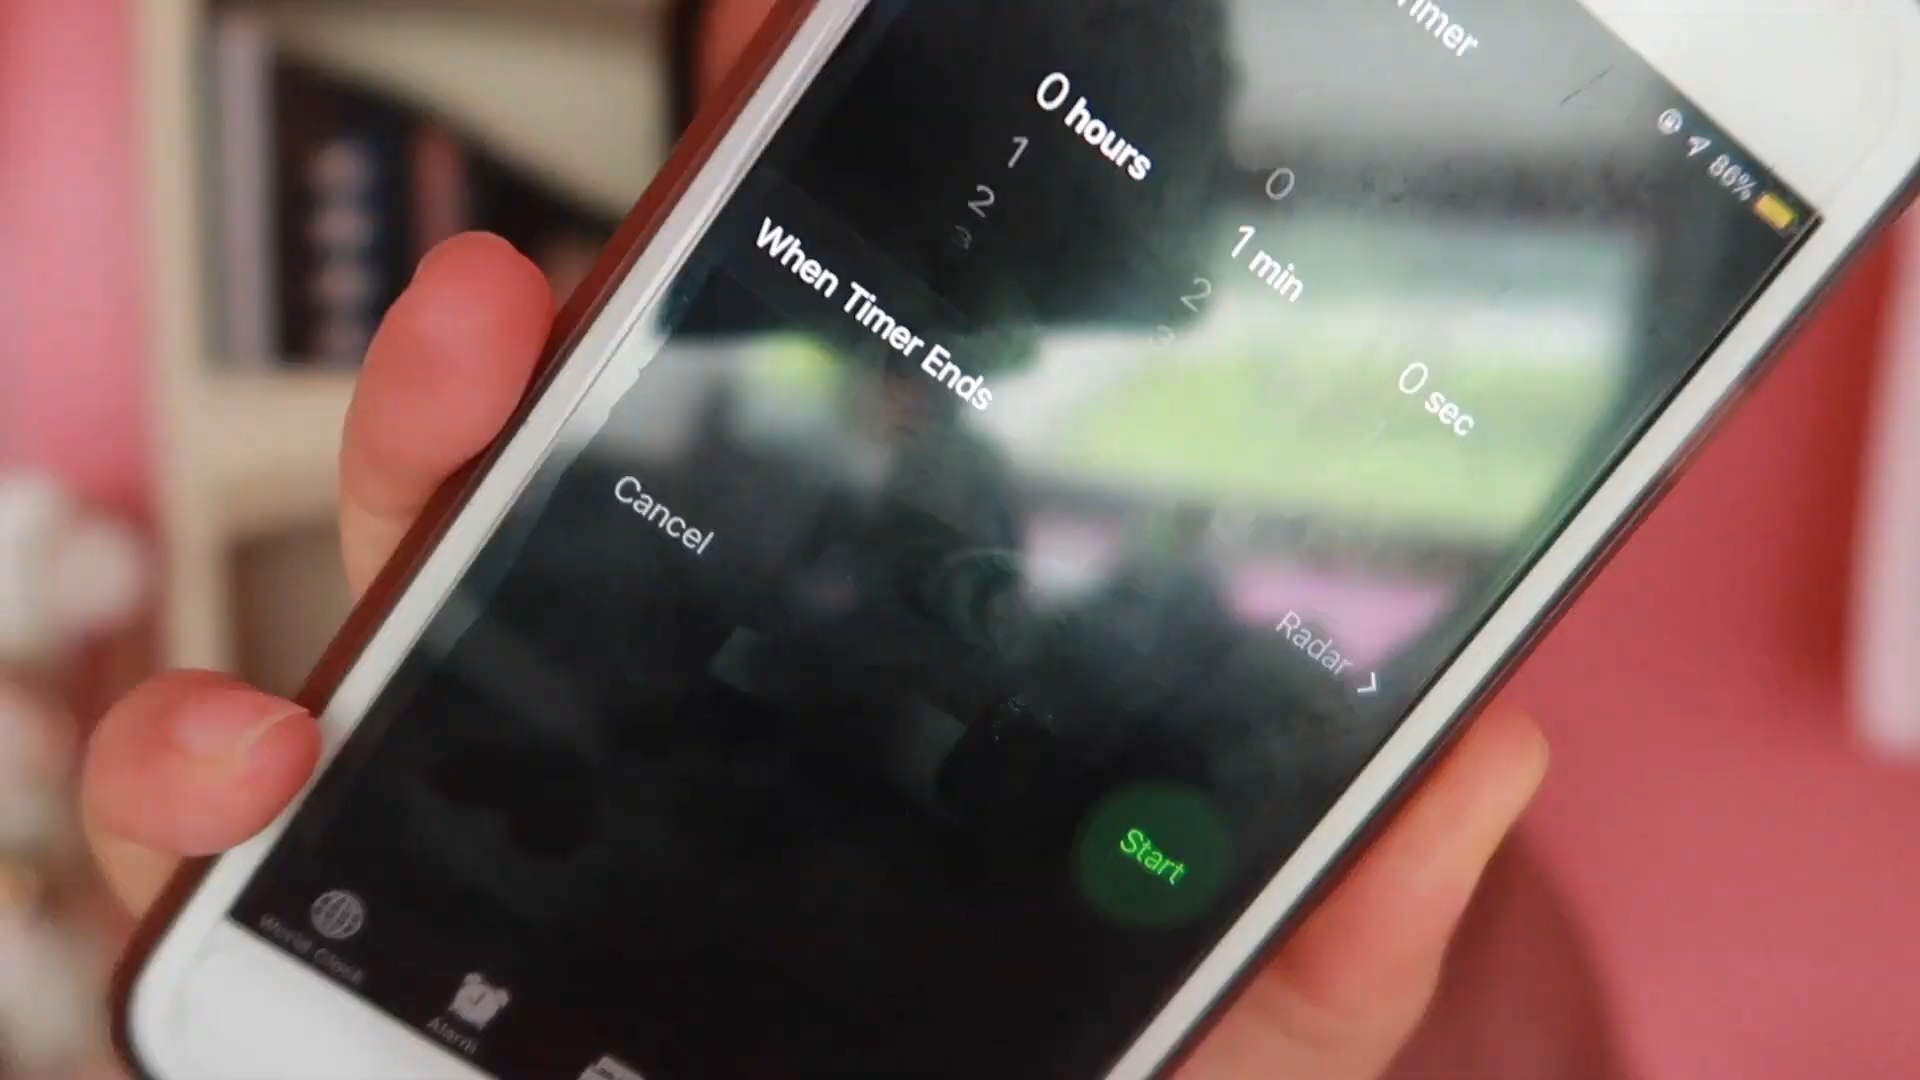 86%
Timer
0 hours
1
2
0
1 min
2
0 sec
When Timer Ends
Radar >
Cancel
Start
World Clock
Alarm